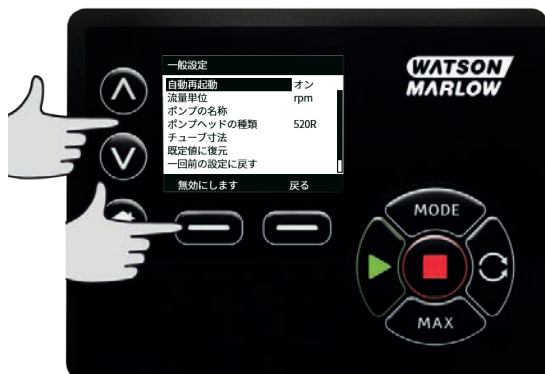 一般設定
自動再起動 オン
流量単位 rpm
ポンプの名称
ポンプヘッドの種類 520R
チューブ寸法
既定値に復元
一回前の設定に戻す
無効にします 戻る
WATSON
MARLOW
MODE
MAX